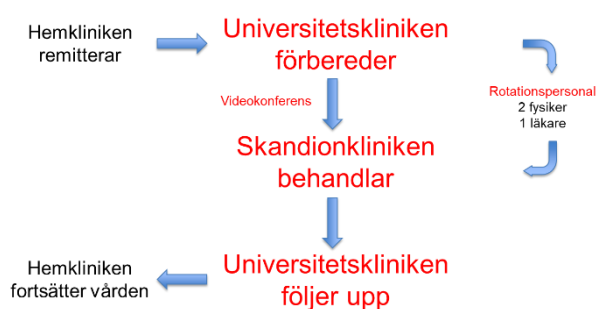 Hemkliniken
remitterar
Universitetskliniken
förbereder
Rotationspersonal
2 fysiker
1 läkare
Videokonferens
Skandionkliniken
behandlar
Universitetskliniken
följer upp
Hemkliniken
fortsätter vården